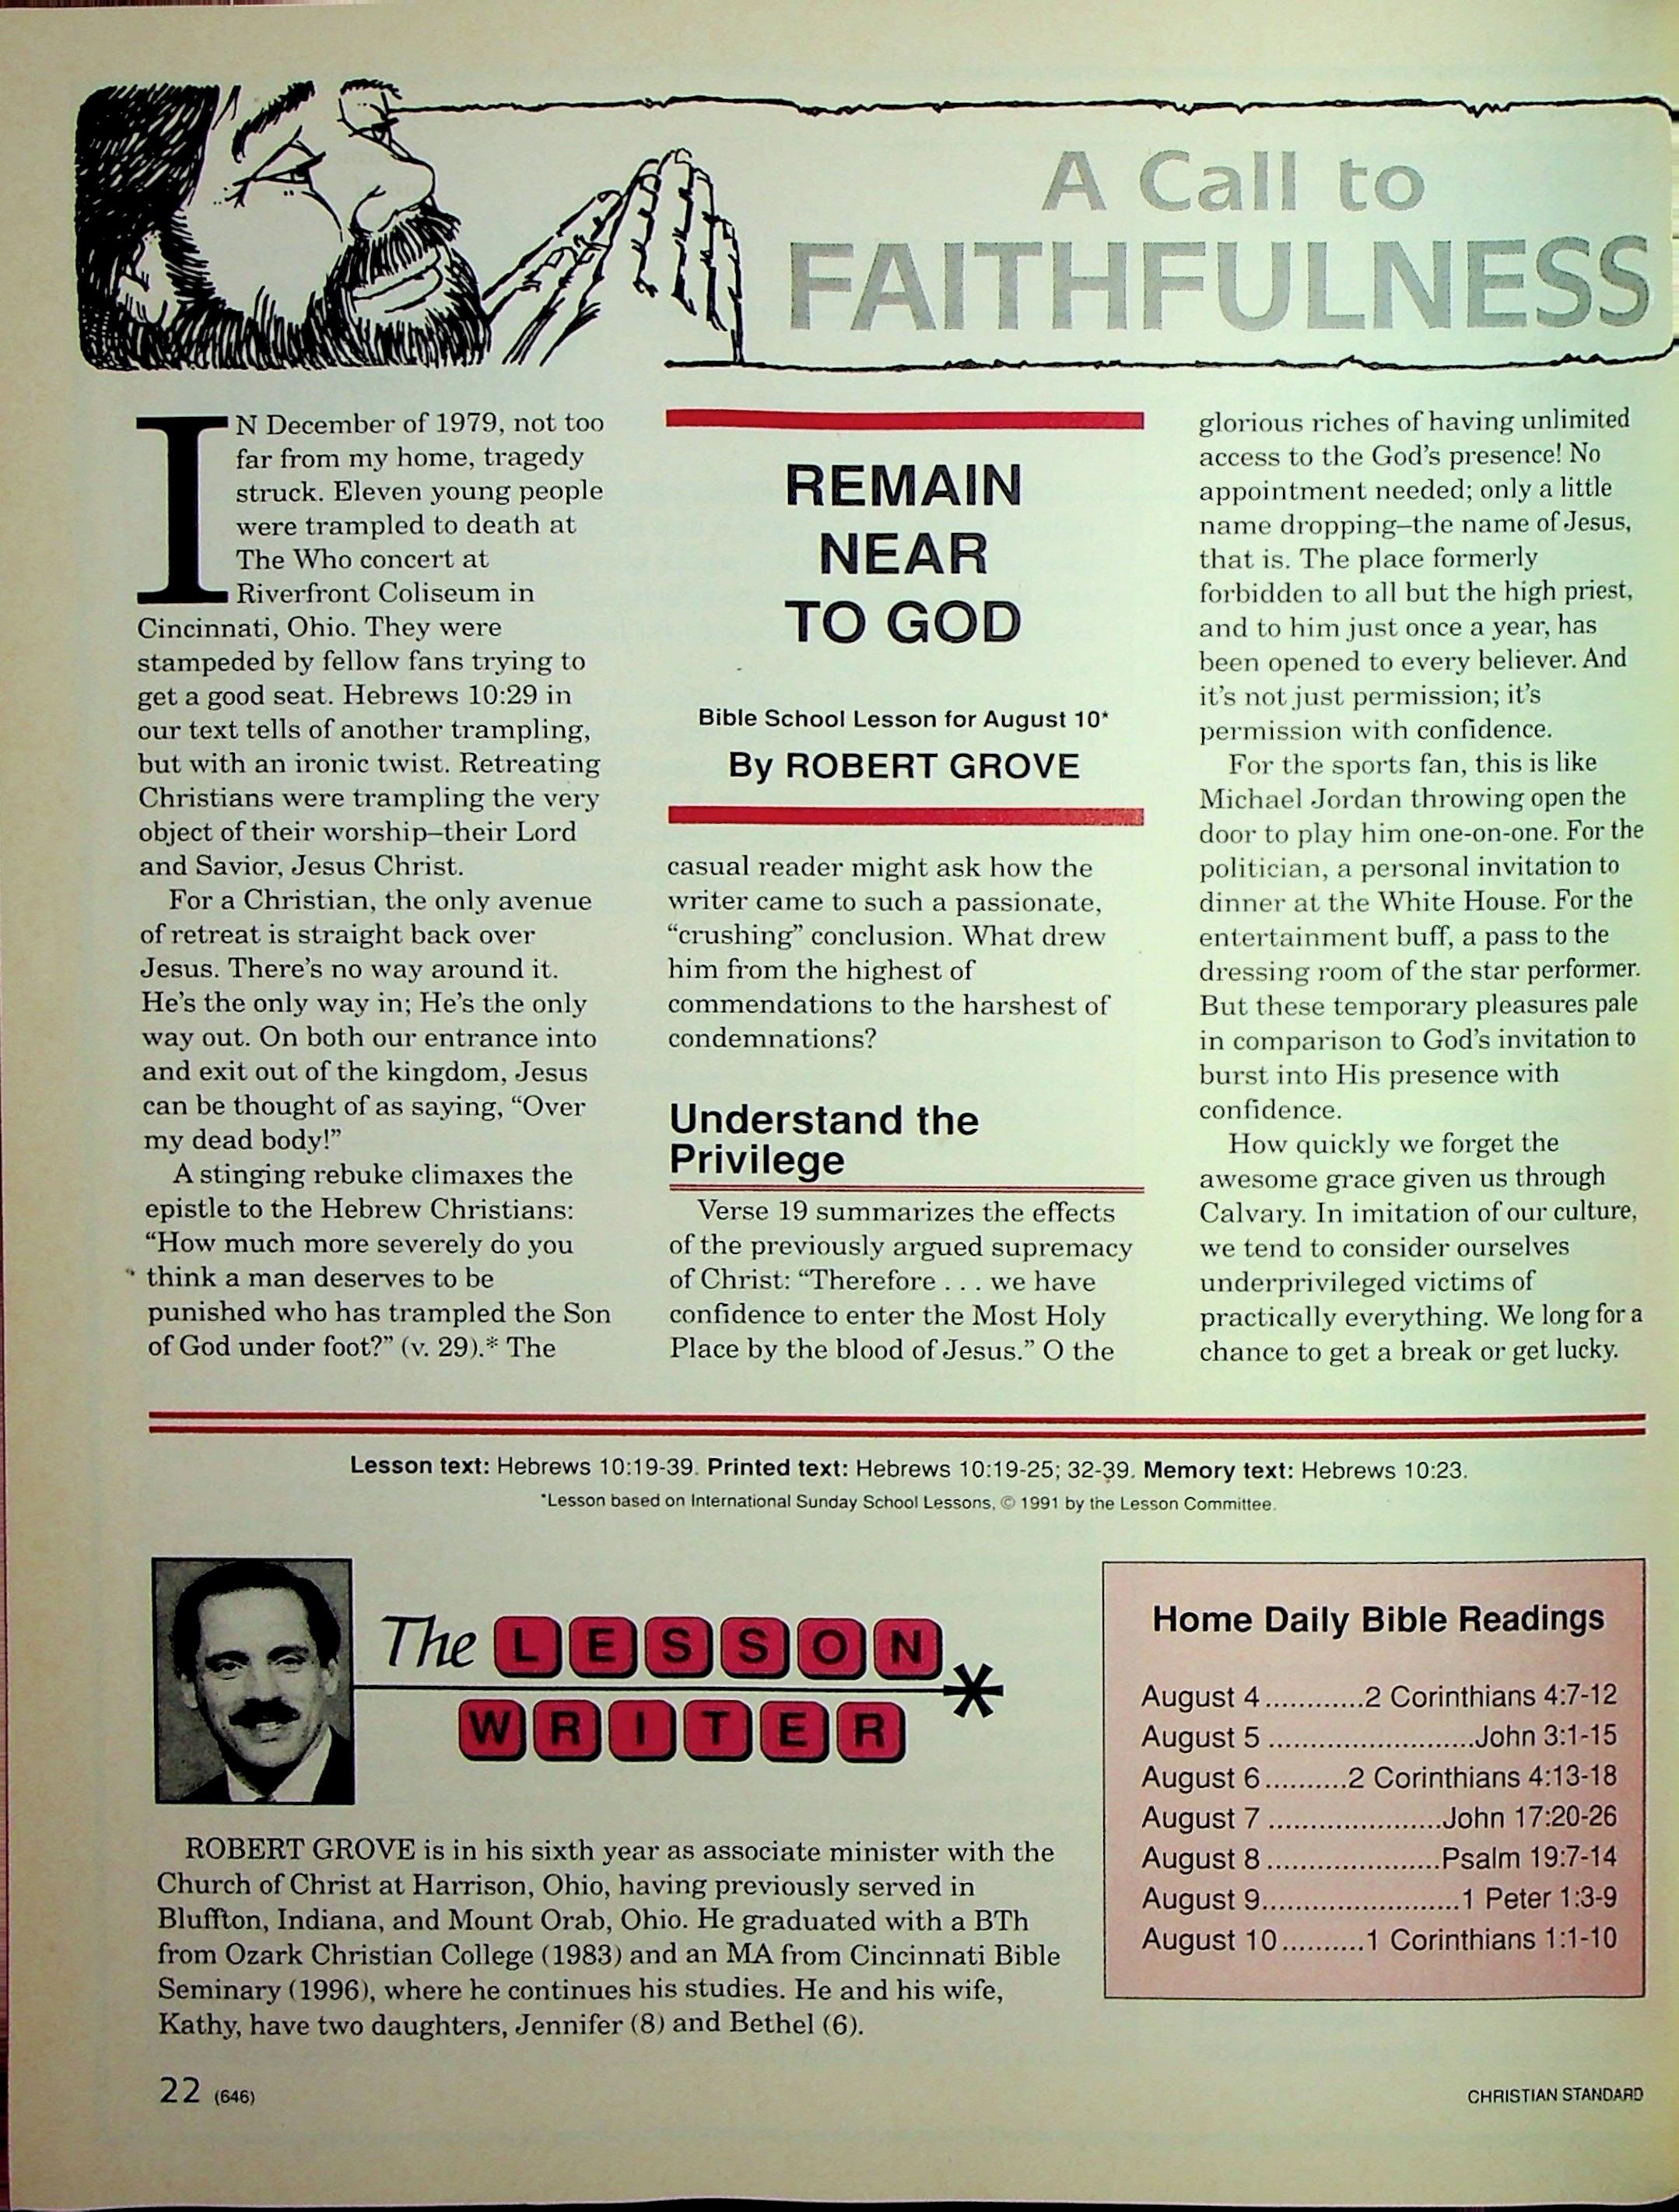 A Call to
FAITHFULNESS
IN December of 1979, not too
far from my home, tragedy
struck. Eleven young people
were trampled to death at
The Who concert at
Riverfront Coliseum in
Cincinnati, Ohio. They were
stampeded by fellow fans trying to
get a good seat. Hebrews 10:29 in
our text tells of another trampling,
but with an ironic twist. Retreating
Christians were trampling the very
object of their worship–their Lord
and Savior, Jesus Christ.
For a Christian, the only avenue
of retreat is straight back over
Jesus. There's no way around it.
He's the only way in; He's the only
way out. On both our entrance into
and exit out of the kingdom, Jesus
can be thought of as saying, “Over
my dead body!”
A stinging rebuke climaxes the
epistle to the Hebrew Christians:
“How much more severely do you
think a man deserves to be
punished who has trampled the Son
of God under foot?” (v. 29).* The
REMAIN
NEAR
TO GOD
Bible School Lesson for August 10*
By ROBERT GROVE
casual reader might ask how the
writer came to such a passionate,
“crushing” conclusion. What drew
him from the highest of
commendations to the harshest of
condemnations?
Understand the
Privilege
Verse 19 summarizes the effects
of the previously argued supremacy
of Christ: “Therefore . . . we have
confidence to enter the Most Holy
Place by the blood of Jesus.” O the
glorious riches of having unlimited
access to the God's presence! No
appointment needed; only a little
name dropping–the name of Jesus,
that is. The place formerly
forbidden to all but the high priest,
and to him just once a year, has
been opened to every believer. And
it's not just permission; it's
permission with confidence.
For the sports fan, this is like
Michael Jordan throwing open the
door to play him one-on-one. For the
politician, a personal invitation to
dinner at the White House. For the
entertainment buff, a pass to the
dressing room of the star performer.
But these temporary pleasures pale
in comparison to God's invitation to
burst into His presence with
confidence.
How quickly we forget the
awesome grace given us through
Calvary. In imitation of our culture,
we tend to consider ourselves
underprivileged victims of
practically everything. We long for a
chance to get a break or get lucky.
Lesson text: Hebrews 10:19-39. Printed text: Hebrews 10:19-25; 32-39. Memory text: Hebrews 10:23.
*Lesson based on International Sunday School Lessons, © 1991 by the Lesson Committee.
The LESSON
WRITER *
ROBERT GROVE is in his sixth year as associate minister with the
Church of Christ at Harrison, Ohio, having previously served in
Bluffton, Indiana, and Mount Orab, Ohio. He graduated with a BTh
from Ozark Christian College (1983) and an MA from Cincinnati Bible
Seminary (1996), where he continues his studies. He and his wife,
Kathy, have two daughters, Jennifer (8) and Bethel (6).
Home Daily Bible Readings
August 4............2 Corinthians 4:7-12
August 5.........................John 3:1-15
August 6..........2 Corinthians 4:13-18
August 7.....................John 17:20-26
August 8.....................Psalm 19:7-14
August 9........................1 Peter 1:3-9
August 10..........1 Corinthians 1:1-10
22 (646)
CHRISTIAN STANDARD